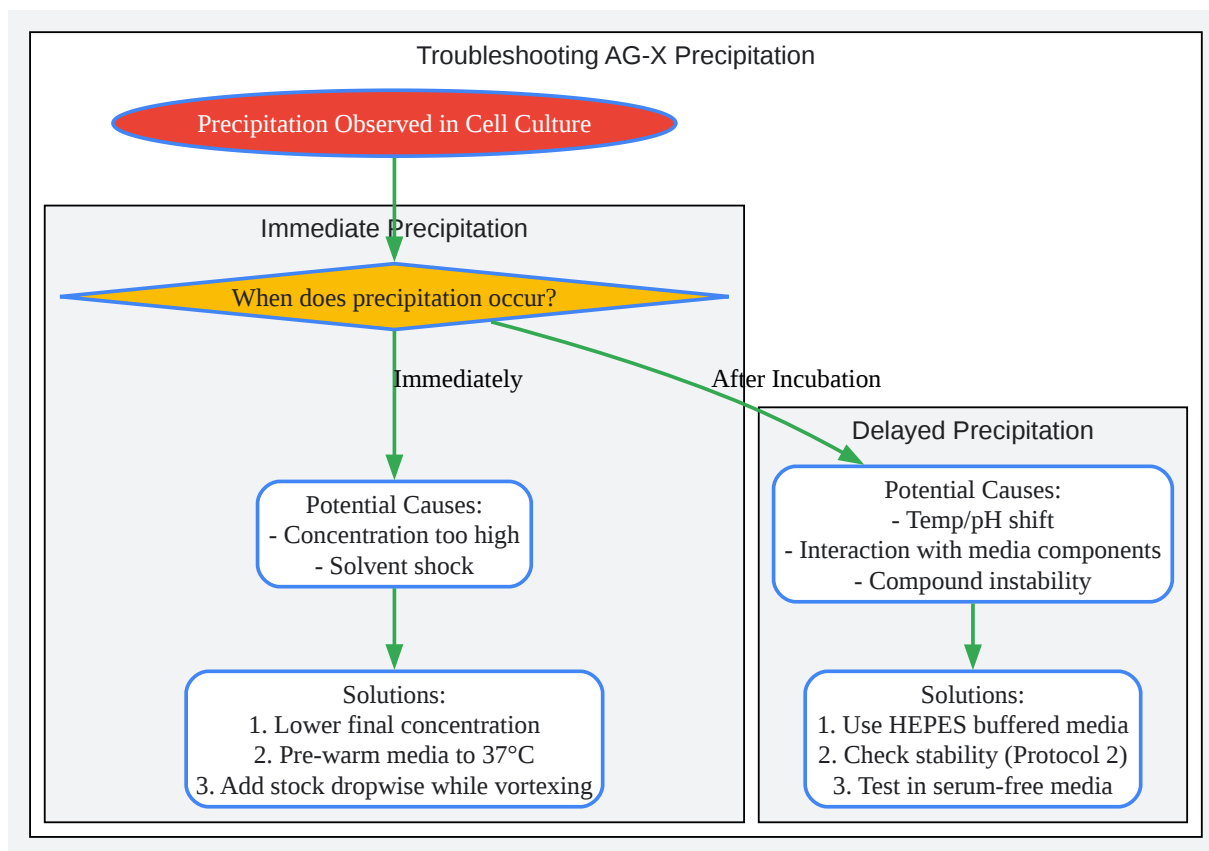 Troubleshooting AG-X Precipitation
Precipitation Observed in Cell Culture
Immediate Precipitation
When does precipitation occur?
Immediately
After Incubation
Potential Causes:
- Concentration too high
- Solvent shock
Solutions:
1. Lower final concentration
2. Pre-warm media to 37°C
3. Add stock dropwise while vortexing
Delayed Precipitation
Potential Causes:
- Temp/pH shift
- Interaction with media components
- Compound instability
Solutions:
1. Use HEPES buffered media
2. Check stability (Protocol 2)
3. Test in serum-free media